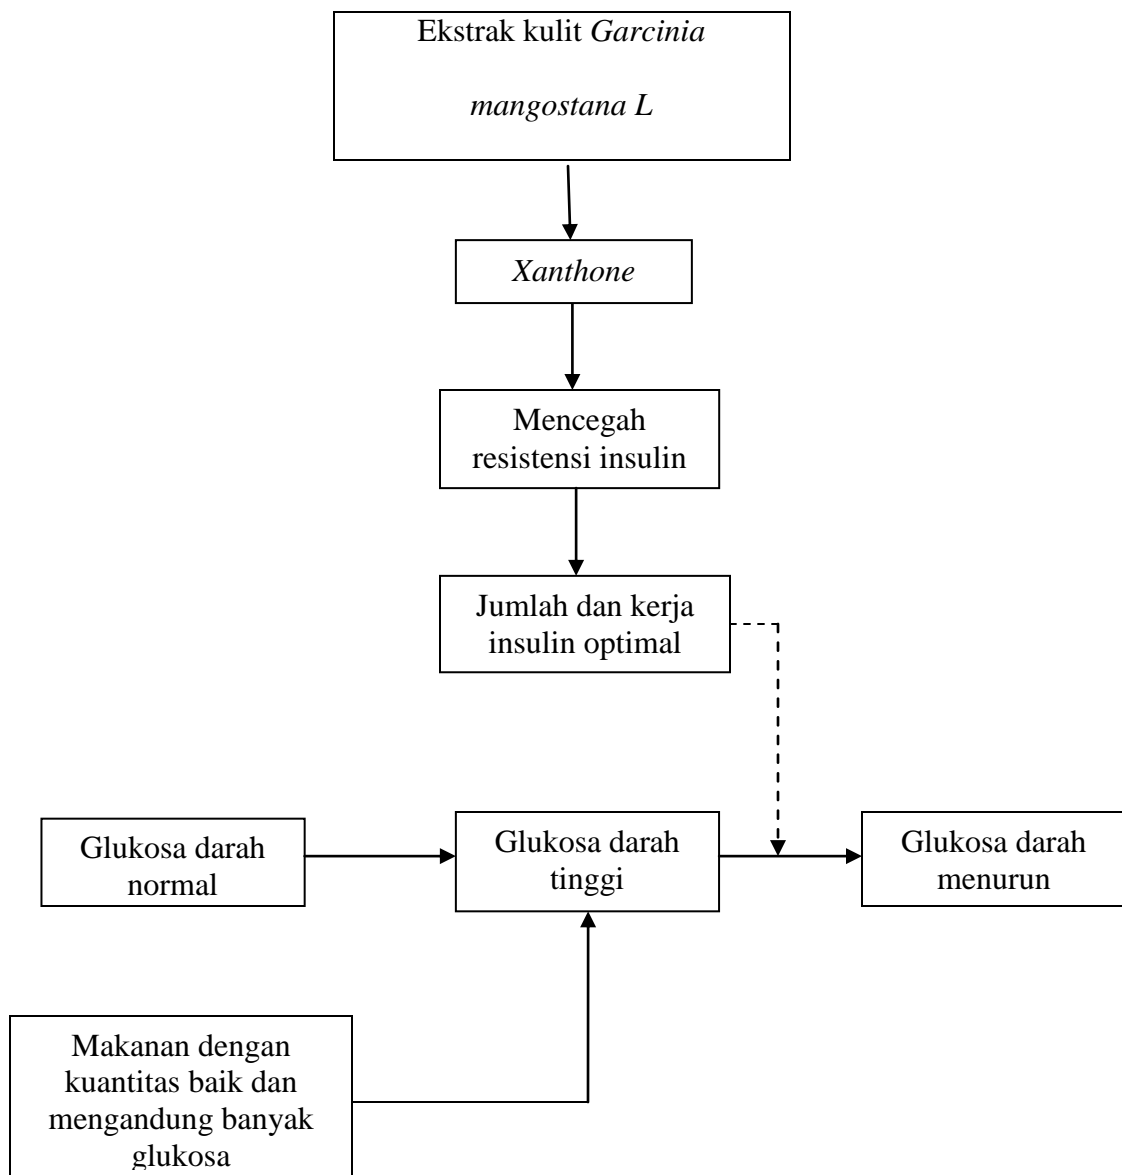 Ekstrak kulit Garcinia
mangostana L
Xanthone
Mencegah
resistensi insulin
Jumlah dan kerja
insulin optimal
Glukosa darah
normal
Glukosa darah
tinggi
Glukosa darah
menurun
Makanan dengan
kuantitas baik dan
mengandung banyak
glukosa